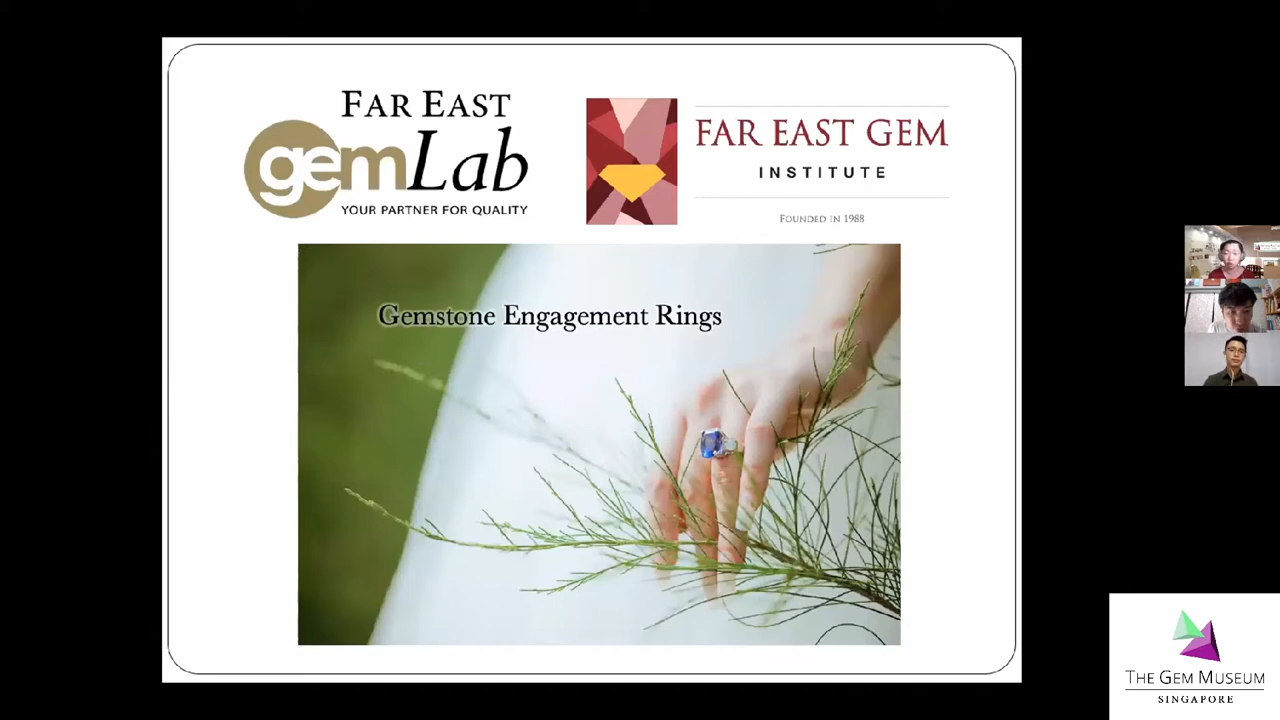 FAR EAST
gemLab
YOUR PARTNER FOR QUALITY
FAR EAST GEM
INSTITUTE
FOUNDED IN 1988
Gemstone Engagement Rings
THE GEM MUSEUM
SINGAPORE